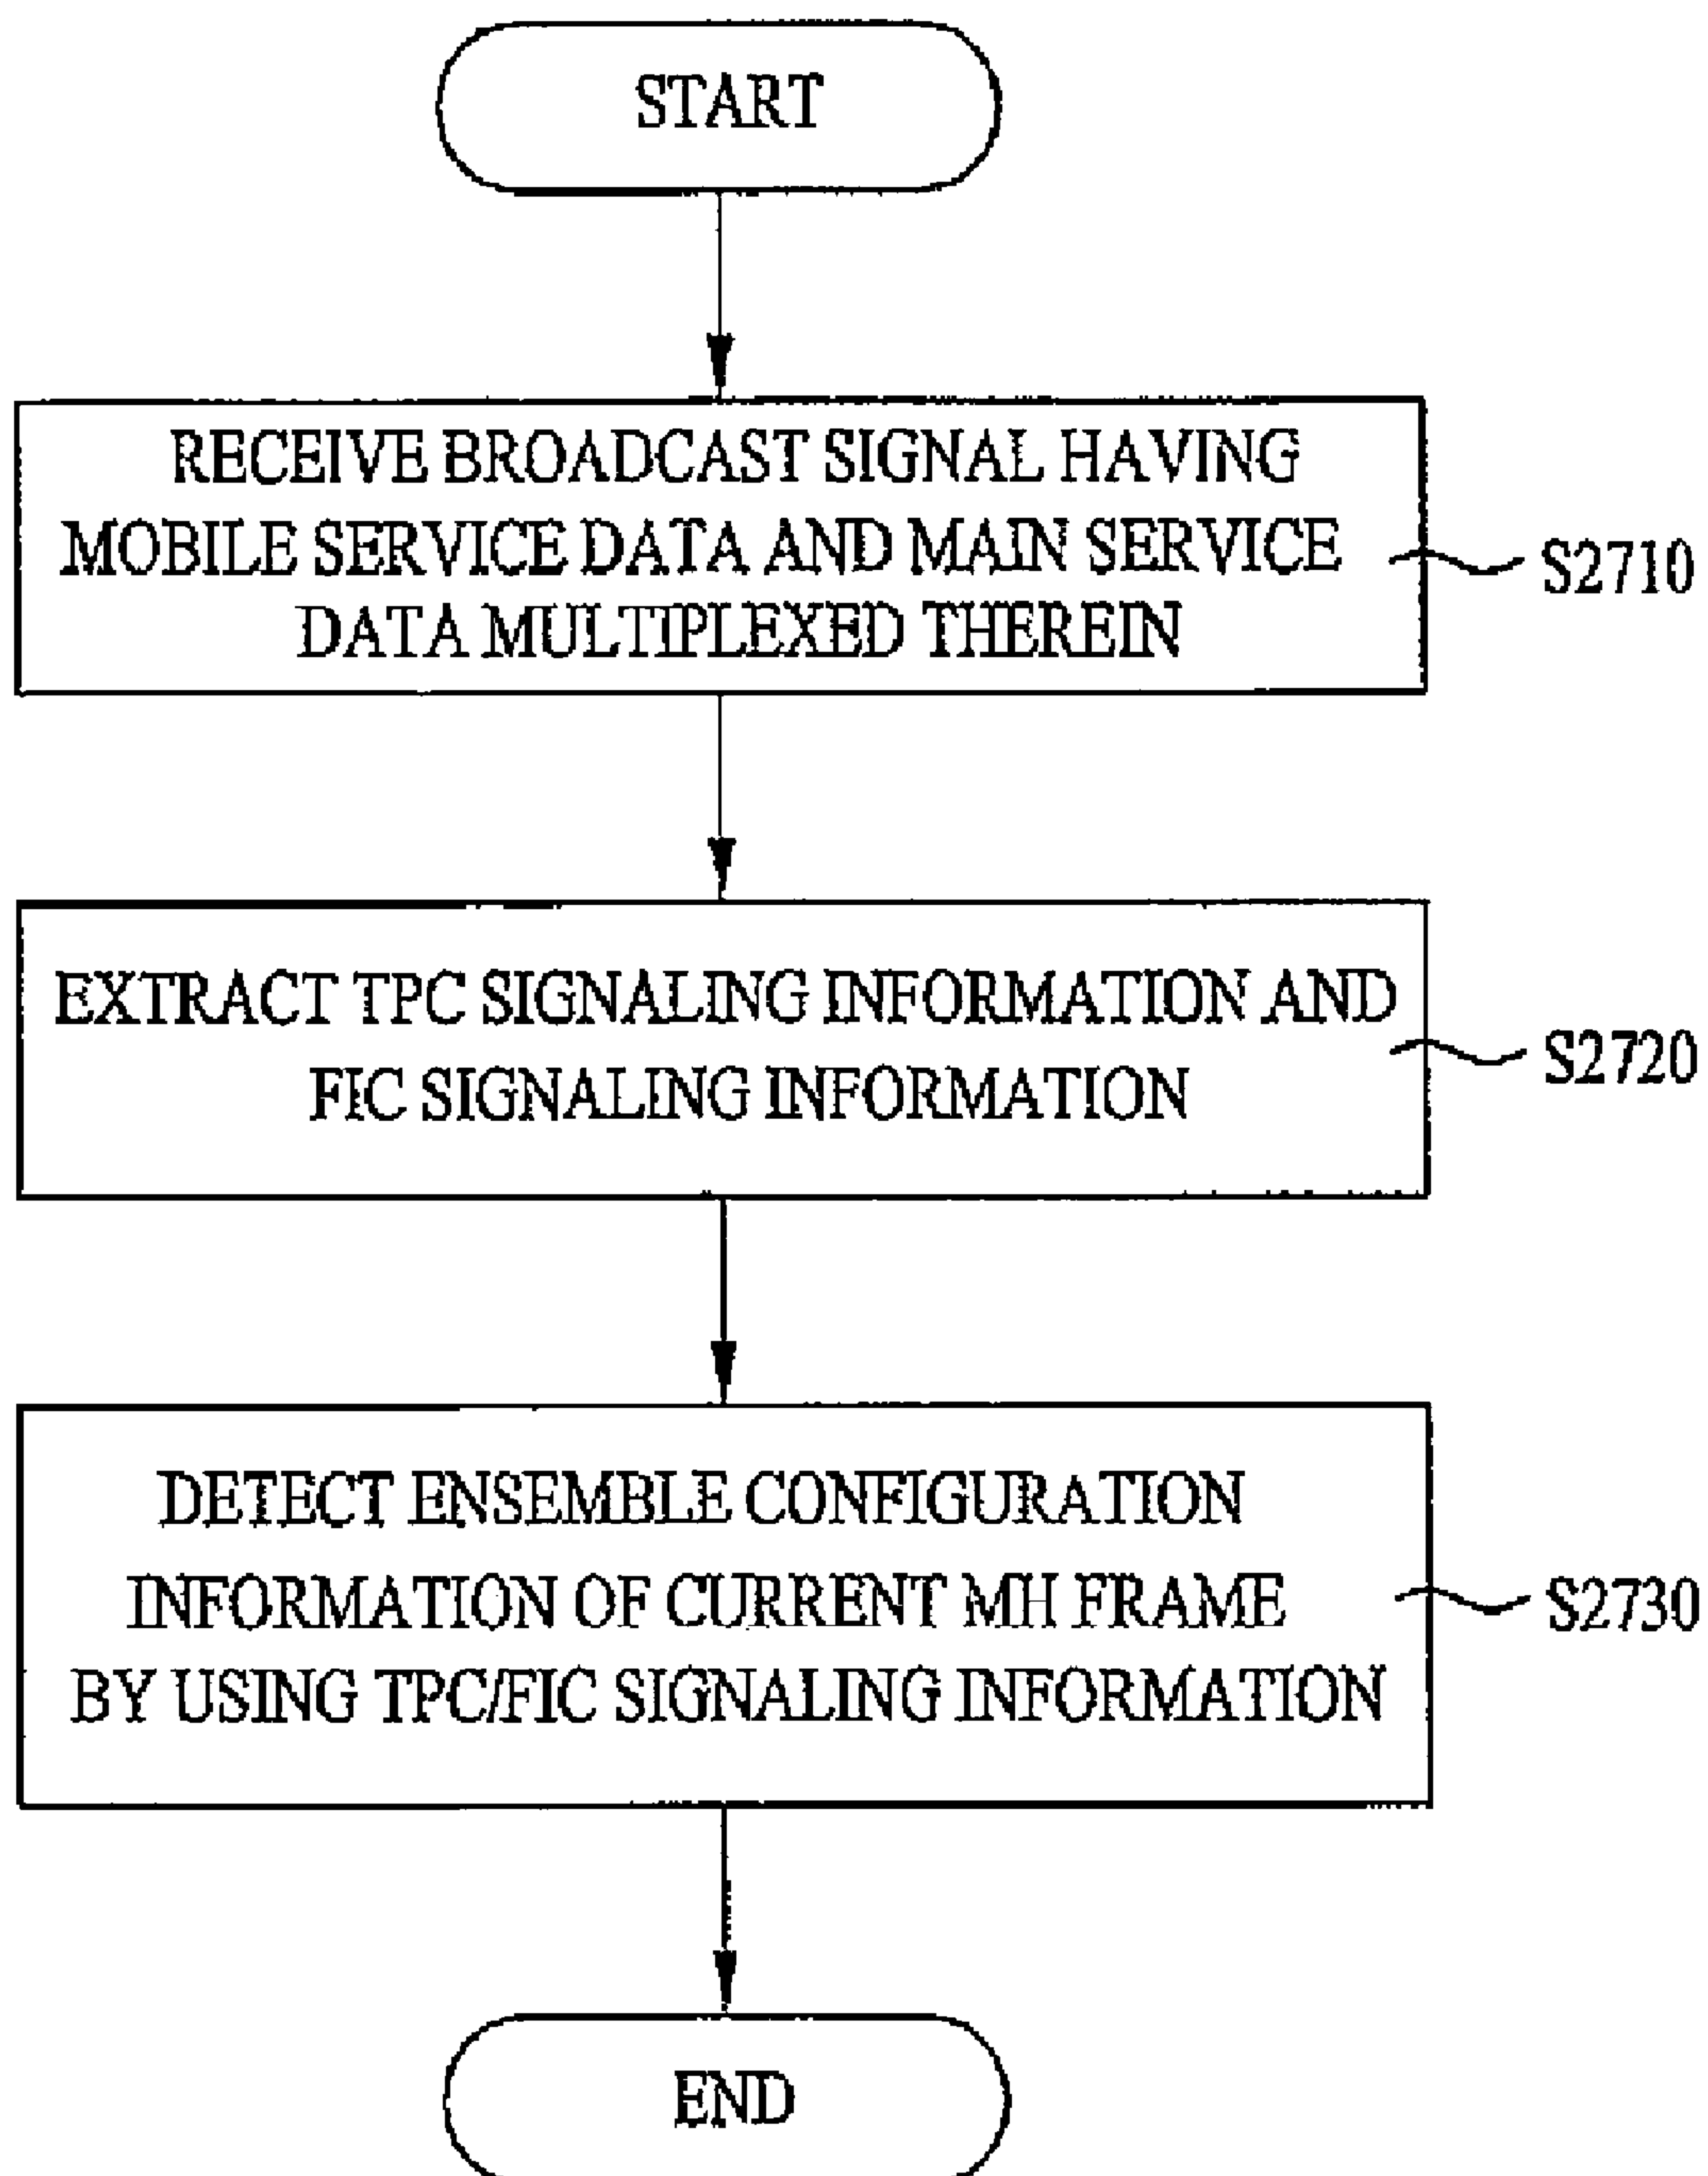 START
RECEIVE BROADCAST SIGNAL HAVING
MOBILE SERVICE DATA AND MAIN SERVICE
DATA MULTIPLEXED THEREIN
S2710
EXTRACT TPC SIGNALING INFORMATION AND
FIC SIGNALING INFORMATION
S2720
DETECT ENSEMBLE CONFIGURATION
INFORMATION OF CURRENT MH FRAME
BY USING TPC/FIC SIGNALING INFORMATION
S2730
END